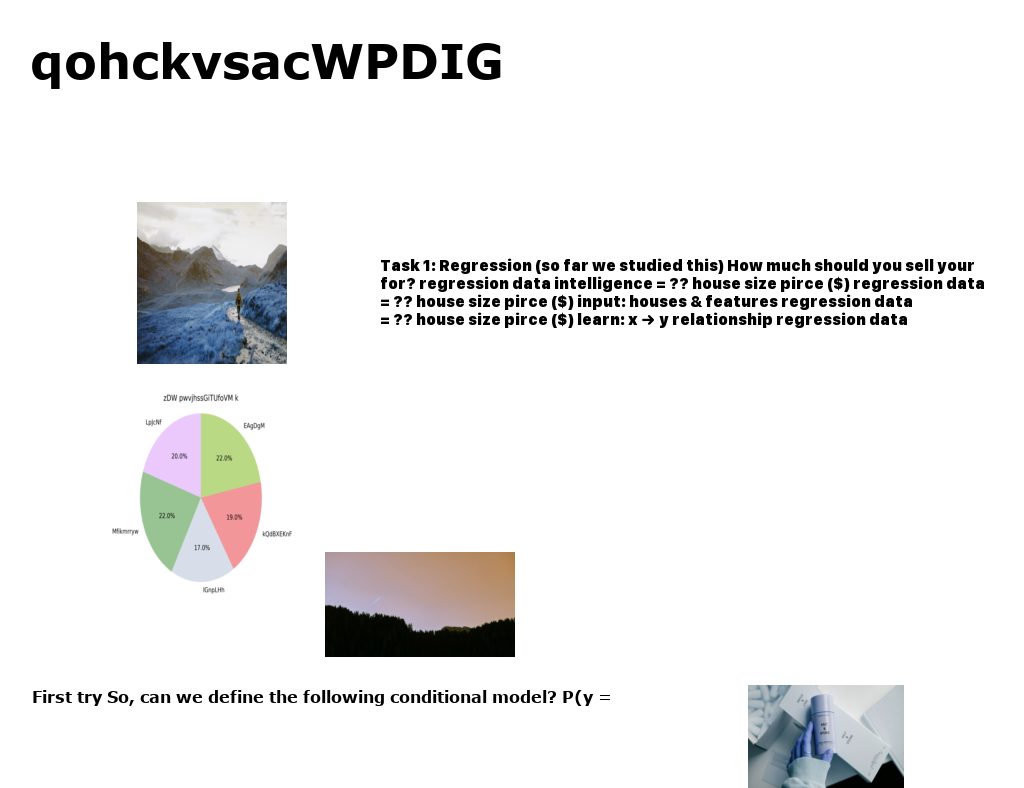 qohckvsacWPDIG
Task 1: Regression (so far we studied this) How much should you sell your
for? regression data intelligence = ?? house size pirce ($) regression data
= ?? house size pirce ($) input: houses & features regression data
= ?? house size pirce ($) learn: x → y relationship regression data
zDW pwvjhssGiTUfoVM k
LpJcNf
EAgDgM
20.0%
22.0%
22.0%
19.0%
Mfikmrryw
kQdBXEKnF
17.0%
IGnpLHh
First try So, can we define the following conditional model? P(y =